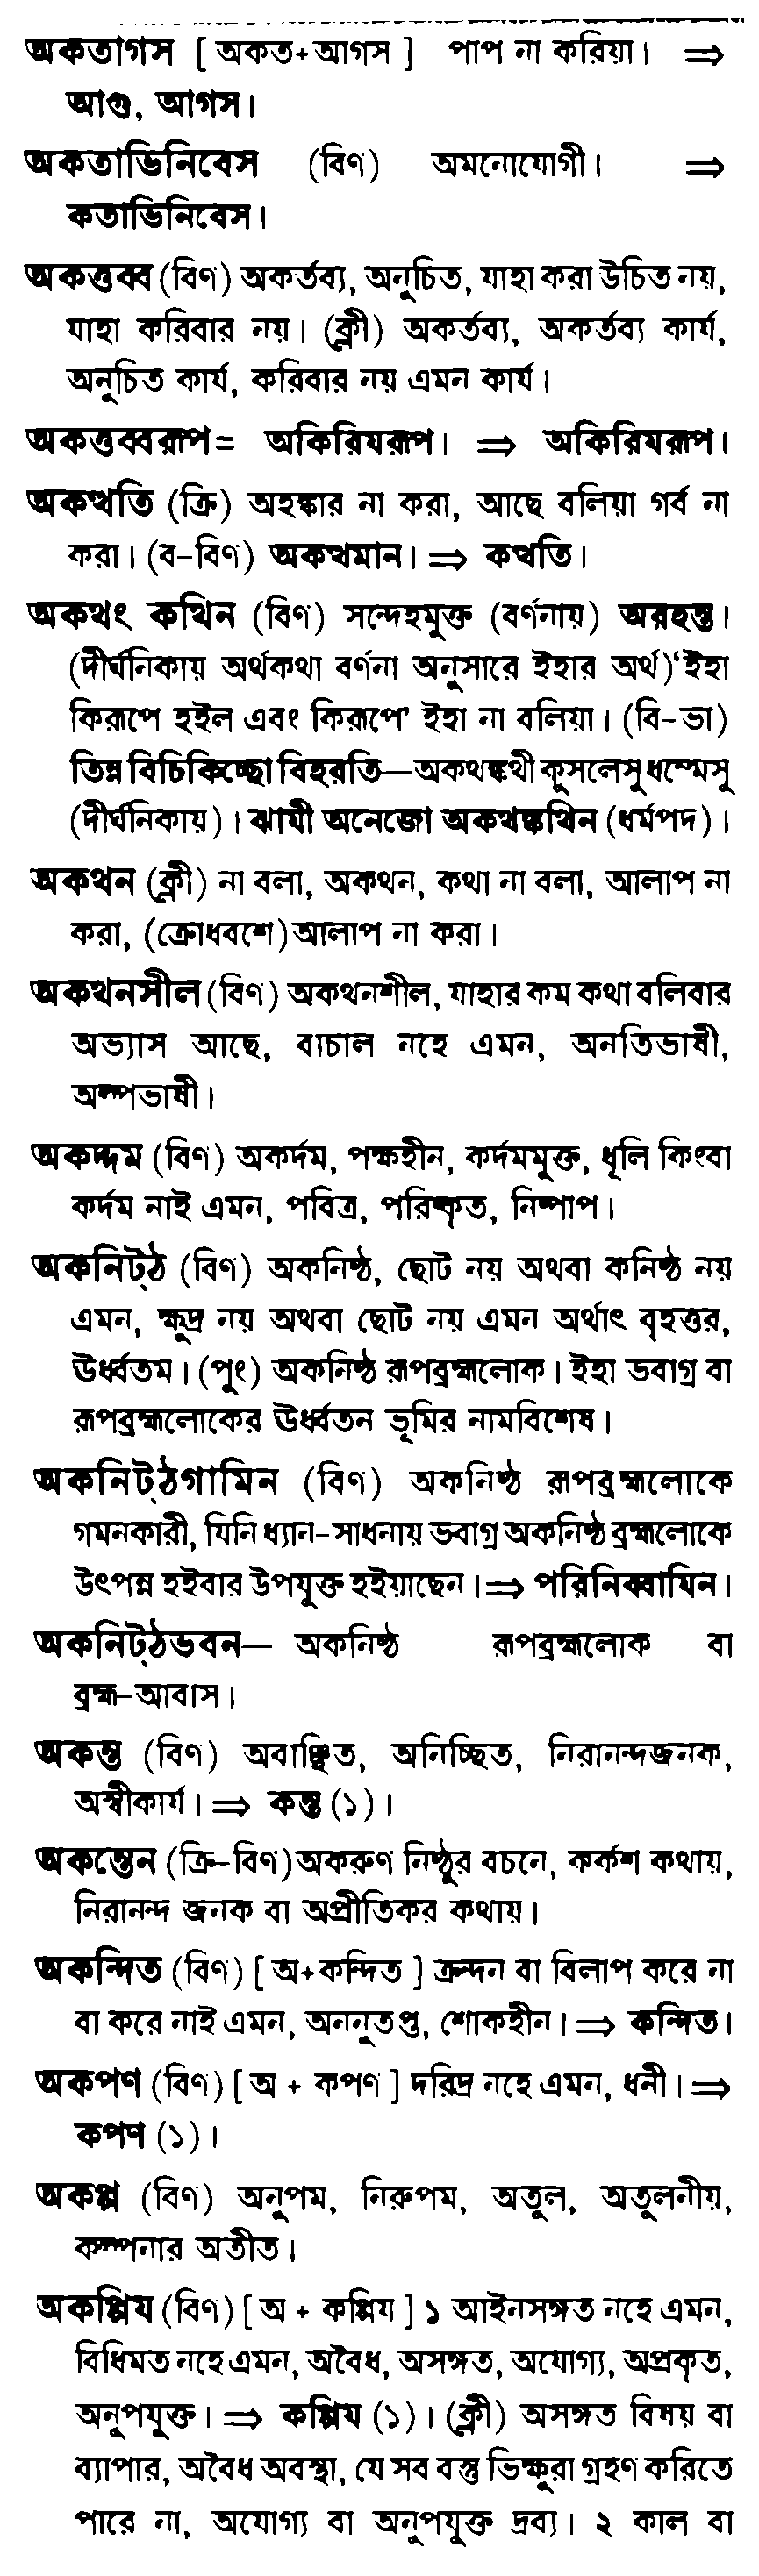 অকতাগস [ অকত+আগস ] পাপ না করিয়া। ⇒
আগু, আগস।
অকতাভিনিবেস (বিণ) অমনোযোগী। ⇒
কতাভিনিবেস।
অকত্তব্ব (বিণ) অকর্তব্য, অনুচিত, যাহা করা উচিত নয়,
যাহা করিবার নয়। (ক্লী) অকর্তব্য, অকর্তব্য কার্য,
অনুচিত কার্য, করিবার নয় এমন কার্য।
অকত্তব্বরূপ= অকিরিযরূপ। ⇒ অকিরিযরূপ।
অকত্থতি (ক্রি) অহঙ্কার না করা, আছে বলিয়া গর্ব না
করা। (ব-বিণ) অকত্থমান। ⇒ কত্থতি।
অকথং কথিন (বিণ) সন্দেহমুক্ত (বর্ণনায়) অরহন্ত।
(দীর্ঘনিকায় অর্থকথা বর্ণনা অনুসারে ইহার অর্থ)‘ইহা
কিরূপে হইল এবং কিরূপে’ ইহা না বলিয়া। (বি-ভা)
তিন্ন বিচিকিচ্ছো বিহরতি—অকথঙ্কথী কুসলেসু ধম্মেসু
(দীর্ঘনিকায়)। ঝাযী অনেজো অকথঙ্কথিন (ধর্মপদ)।
অকথন (ক্লী) না বলা, অকথন, কথা না বলা, আলাপ না
করা, (ক্রোধবশে) আলাপ না করা।
অকথনসীল (বিণ) অকথনশীল, যাহার কম কথা বলিবার
অভ্যাস আছে, বাচাল নহে এমন, অনতিভাষী,
অল্পভাষী।
অকদ্দম (বিণ) অকর্দম, পঙ্কহীন, কর্দমমুক্ত, ধূলি কিংবা
কর্দম নাই এমন, পবিত্র, পরিষ্কৃত, নিষ্পাপ।
অকনিট্‌ঠ (বিণ) অকনিষ্ঠ, ছোট নয় অথবা কনিষ্ঠ নয়
এমন, ক্ষুদ্র নয় অথবা ছোট নয় এমন অর্থাৎ বৃহত্তর,
ঊর্ধ্বতম। (পুং) অকনিষ্ঠ রূপব্রহ্মলোক। ইহা ভবাগ্র বা
রূপব্রহ্মলোকের ঊর্ধ্বতন ভূমির নামবিশেষ।
অকনিট্‌ঠগামিন (বিণ) অকনিষ্ঠ রূপব্রহ্মলোকে
গমনকারী, যিনি ধ্যান-সাধনায় ভবাগ্র অকনিষ্ঠ ব্রহ্মলোকে
উৎপন্ন হইবার উপযুক্ত হইয়াছেন। ⇒ পরিনিব্বাযিন।
অকনিট্‌ঠভবন— অকনিষ্ঠ রূপব্রহ্মলোক বা
ব্রহ্ম-আবাস।
অকন্ত (বিণ) অবাঞ্ছিত, অনিচ্ছিত, নিরানন্দজনক,
অস্বীকার্য। ⇒ কন্ত (১)।
অকন্তেন (ক্রি-বিণ) অকরুণ নিষ্ঠুর বচনে, কর্কশ কথায়,
নিরানন্দ জনক বা অপ্রীতিকর কথায়।
অকন্দিত (বিণ) [ অ+কন্দিত ] ক্রন্দন বা বিলাপ করে না
বা করে নাই এমন, অননুতপ্ত, শোকহীন। ⇒ কন্দিত।
অকপণ (বিণ) [ অ + কপণ ] দরিদ্র নহে এমন, ধনী। ⇒
কপণ (১)।
অকপ্প (বিণ) অনুপম, নিরুপম, অতুল, অতুলনীয়,
কল্পনার অতীত।
অকপ্পিয (বিণ) [ অ + কপ্পিয ] ১ আইনসঙ্গত নহে এমন,
বিধিমত নহে এমন, অবৈধ, অসঙ্গত, অযোগ্য, অপ্রকৃত,
অনুপযুক্ত। ⇒ কপ্পিয (১)। (ক্লী) অসঙ্গত বিষয় বা
ব্যাপার, অবৈধ অবস্থা, যে সব বস্তু ভিক্ষুরা গ্রহণ করিতে
পারে না, অযোগ্য বা অনুপযুক্ত দ্রব্য। ২ কাল বা